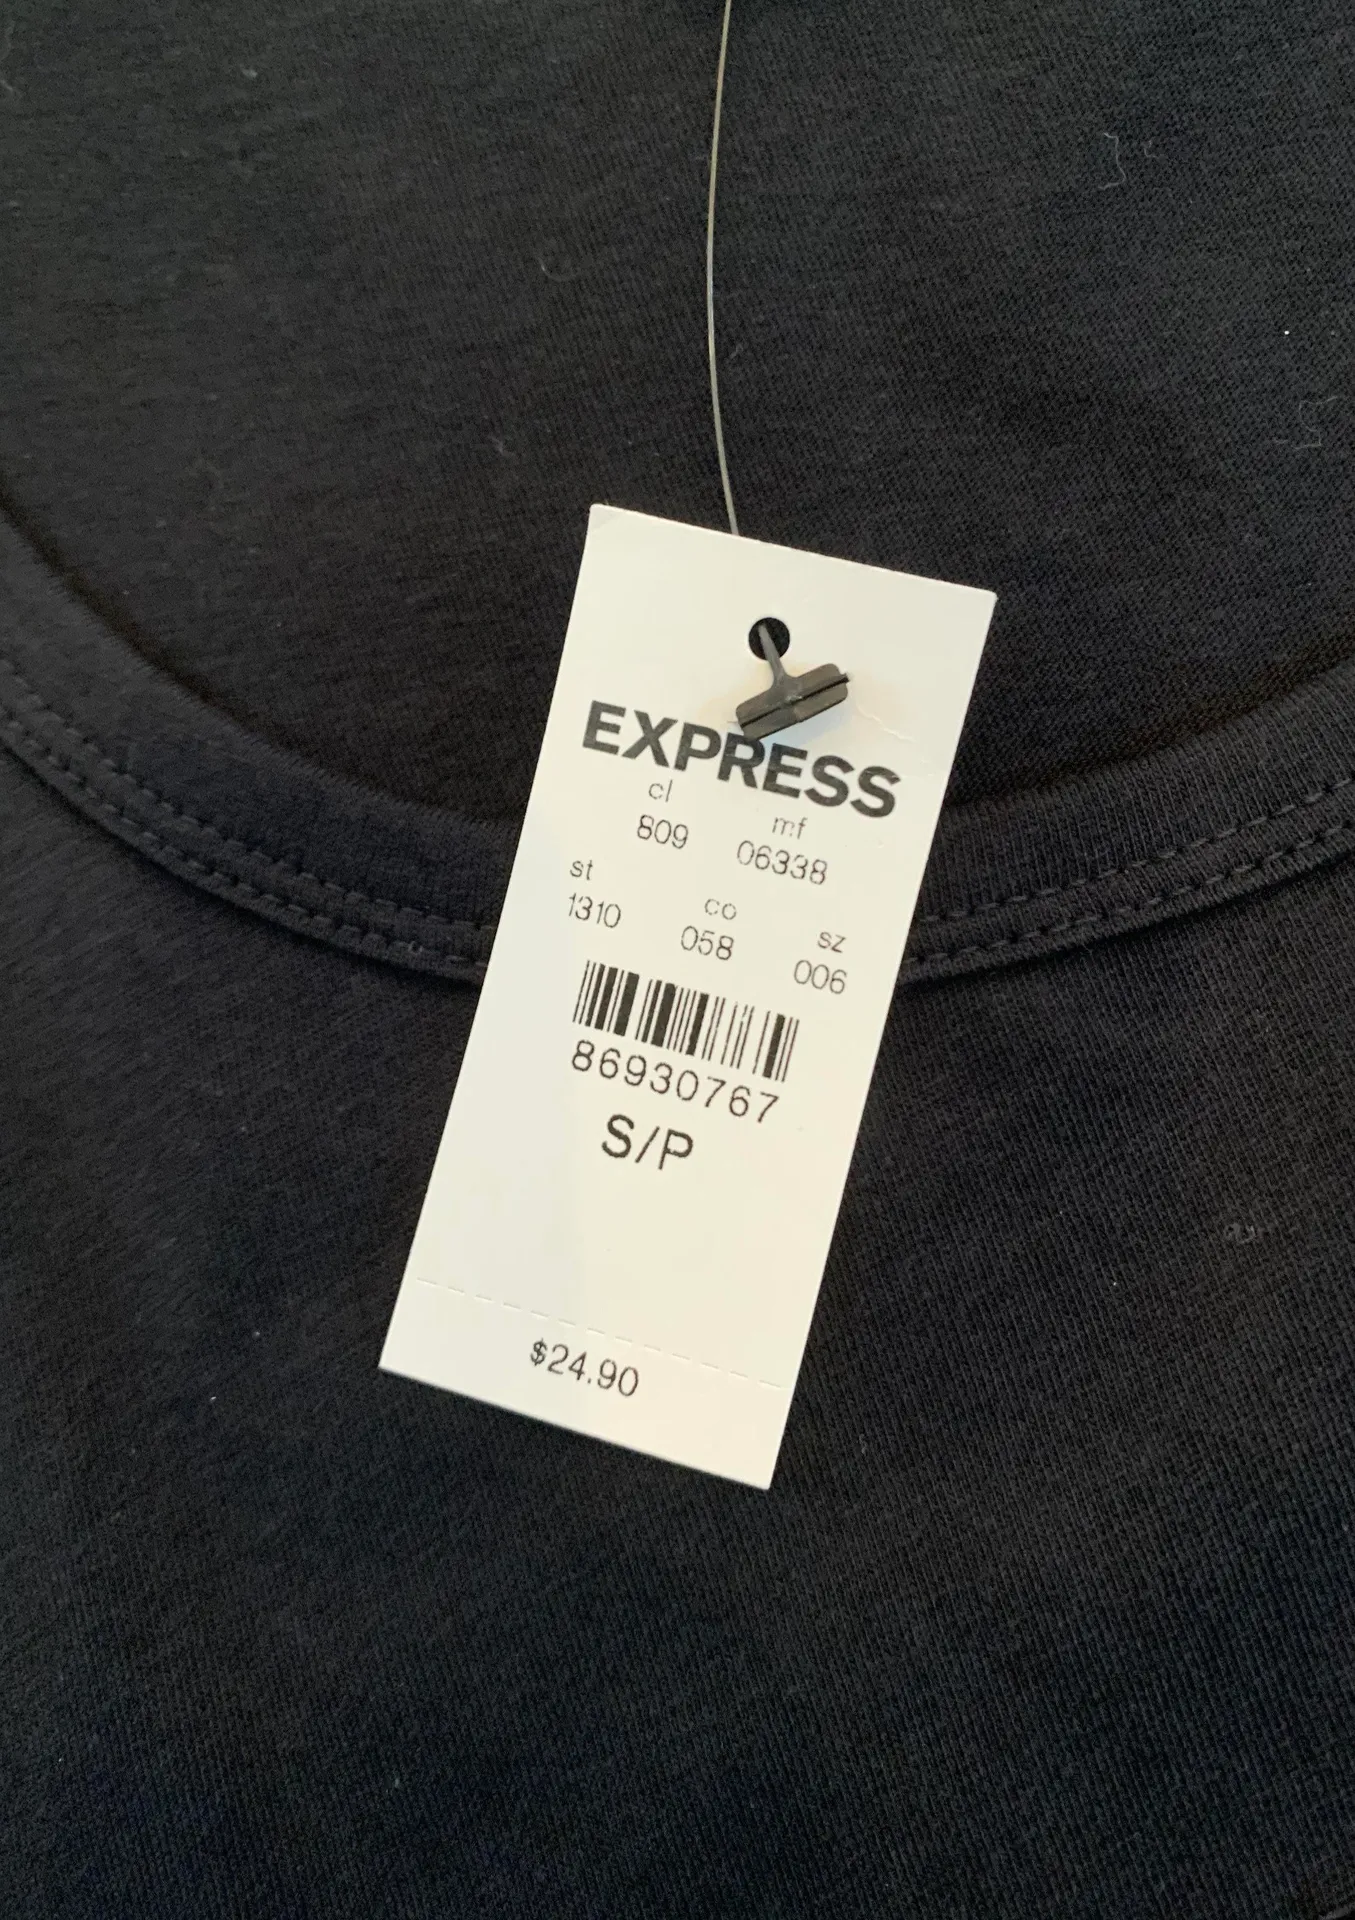 EXPRESS
cl mf
809 06338
st co sz
1310 058 006
86930767
S/P
$24.90